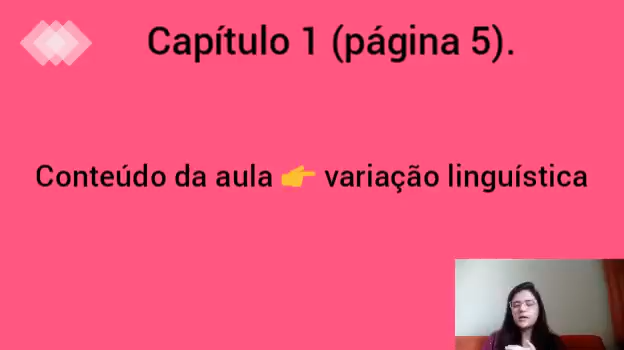 Capítulo 1 (página 5).
Conteúdo da aula 👉 variação linguística